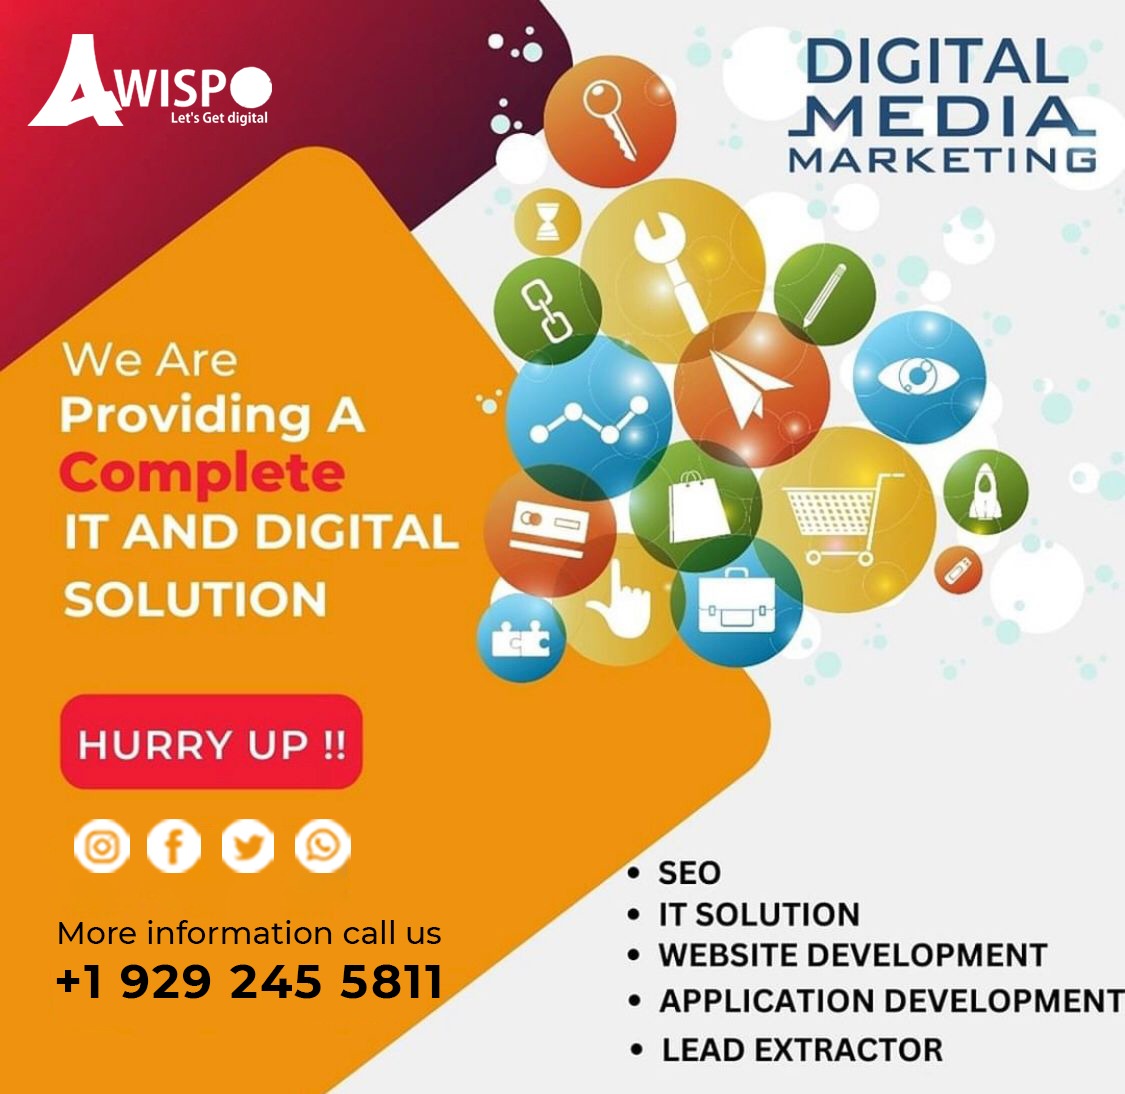 AWISPO
Let's Get digital
DIGITAL
MEDIA
MARKETING
We Are
Providing A
Complete
IT AND DIGITAL
SOLUTION
HURRY UP !!
More information call us
+1 929 245 5811
• SEO
• IT SOLUTION
• WEBSITE DEVELOPMENT
• APPLICATION DEVELOPMENT
• LEAD EXTRACTOR